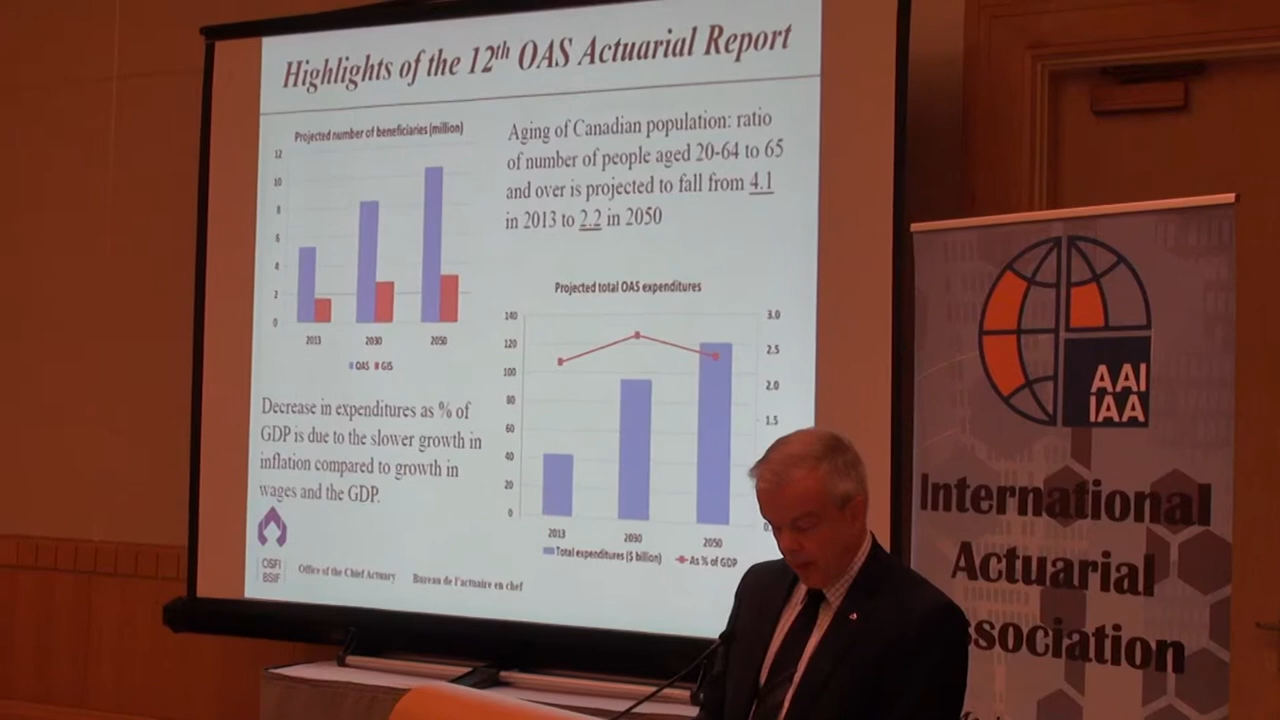 Highlights of the 12th OAS Actuarial Report
Projected number of beneficiaries (million)
12
10
8
6
4
2
0
2013
2030
2050
OAS GIS
Aging of Canadian population: ratio
of number of people aged 20-64 to 65
and over is projected to fall from 4.1
in 2013 to 2.2 in 2050
Projected total OAS expenditures
140
120
100
80
60
40
20
0
3.0
2.5
2.0
1.5
2013
2030
2050
Total expenditures ($ billion) As % of GDP
Decrease in expenditures as % of
GDP is due to the slower growth in
inflation compared to growth in
wages and the GDP.
OSFI
BSIF
Office of the Chief Actuary Bureau de l'actuaire en chef
AAI
IAA
International
Actuarial
ssociation